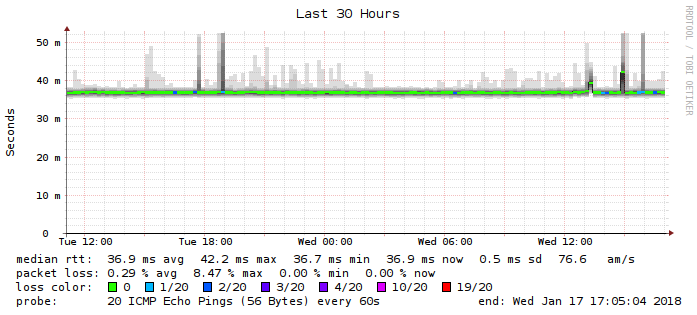 Last 30 Hours
RRDTOOL / TOBI OETIKER
Seconds
50 m
40 m
30 m
20 m
10 m
0
Tue 12:00 Tue 18:00 Wed 00:00 Wed 06:00 Wed 12:00
median rtt: 36.9 ms avg 42.2 ms max 36.7 ms min 36.9 ms now 0.5 ms sd 76.6 am/s
packet loss: 0.29 % avg 8.47 % max 0.00 % min 0.00 % now
loss color: 0 1/20 2/20 3/20 4/20 10/20 19/20
probe: 20 ICMP Echo Pings (56 Bytes) every 60s end: Wed Jan 17 17:05:04 2018